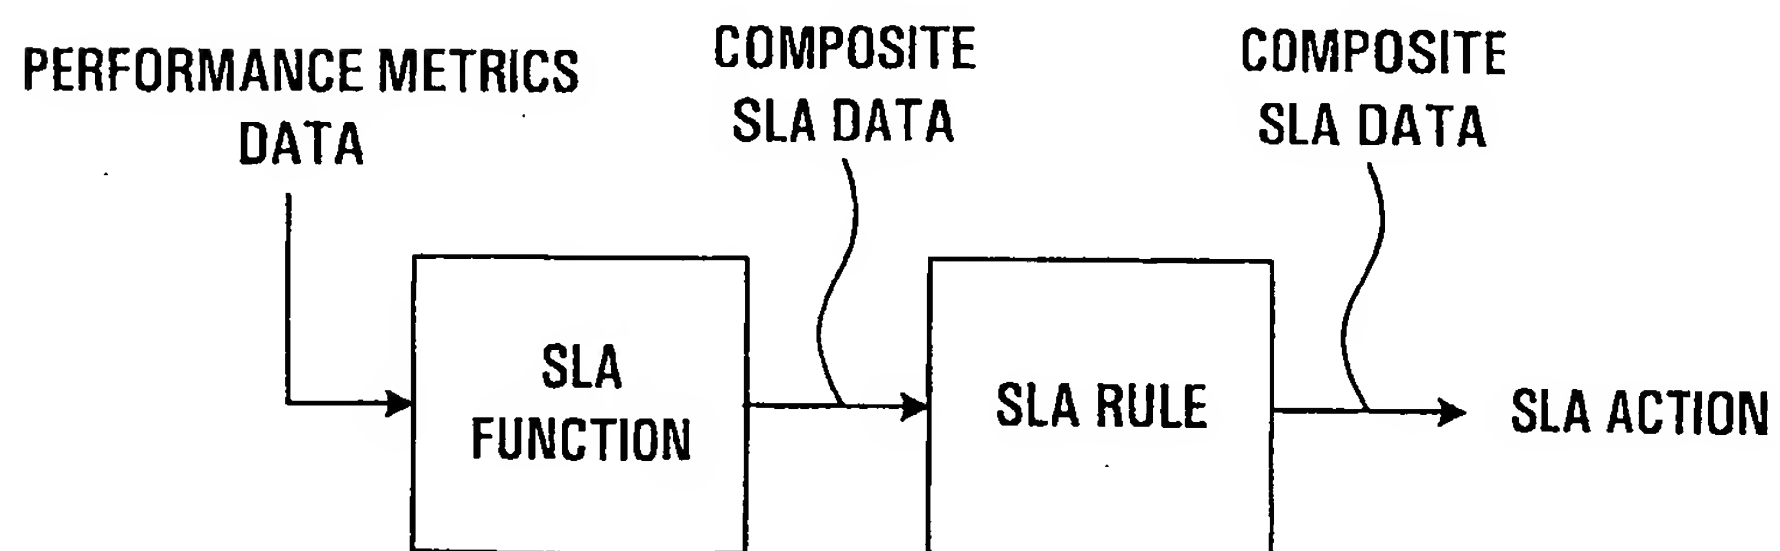 PERFORMANCE METRICS
DATA
COMPOSITE
SLA DATA
COMPOSITE
SLA DATA
SLA
FUNCTION
SLA RULE
SLA ACTION